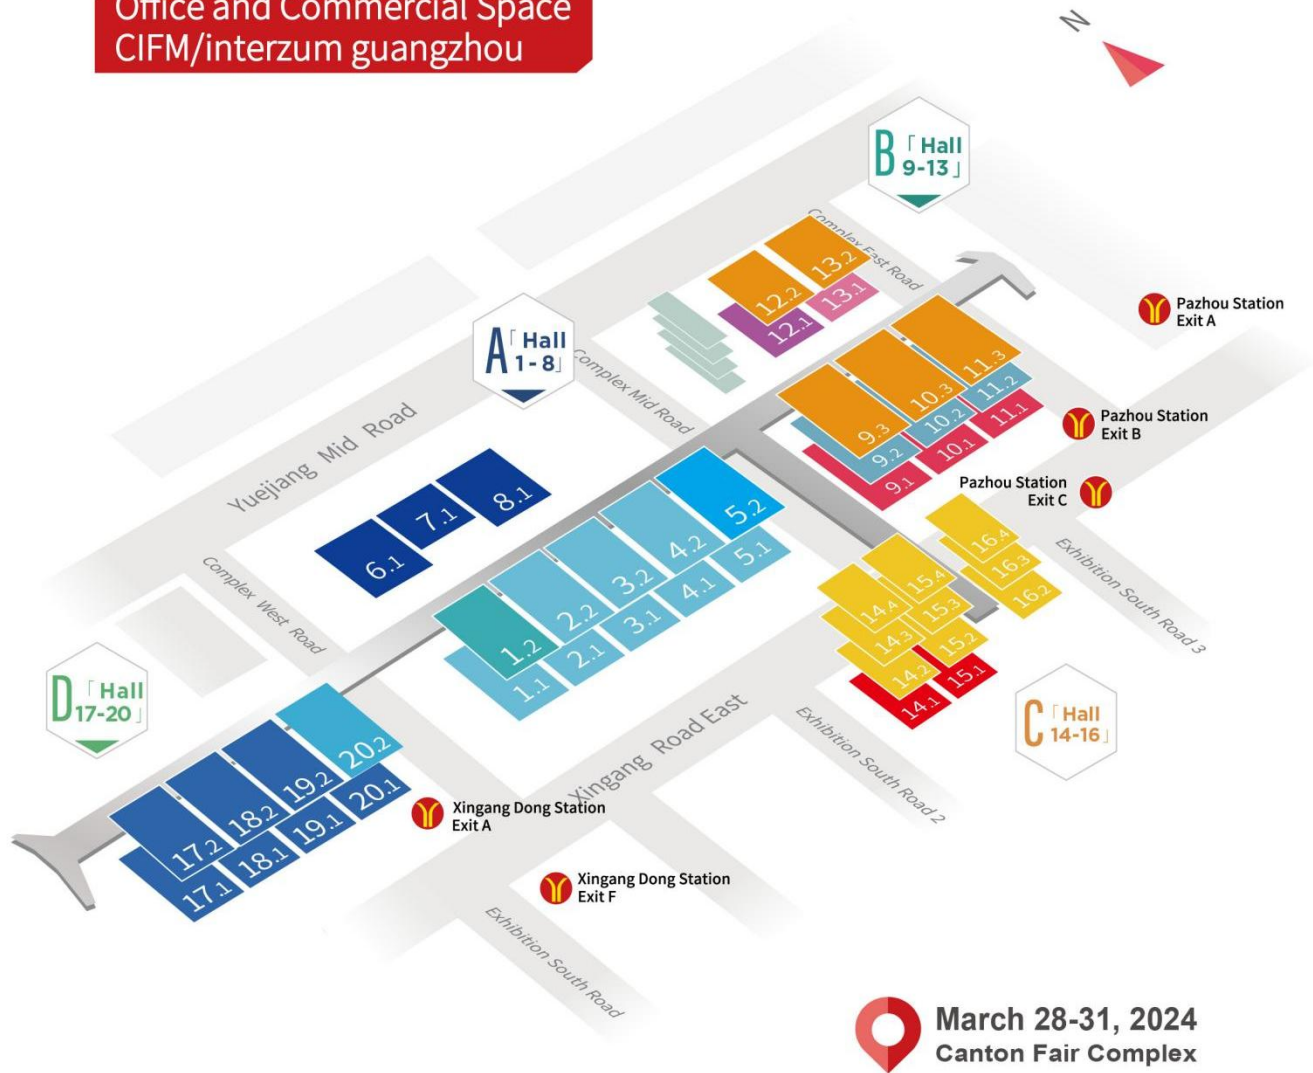 Office and Commercial Space
CIFM/interzum guangzhou
N
B「Hall
9-13」
Complex East Road
13.2
12.2
13.1
12.1
Pazhou Station
Exit A
A「Hall
1-8」
Complex Mid Road
11.3
10.3
9.3
11.2
10.2
9.2
11.1
10.1
9.1
Pazhou Station
Exit B
Pazhou Station
Exit C
Yuejiang Mid Road
8.1
7.1
6.1
5.2
4.2
3.2
2.2
1.2
5.1
4.1
3.1
2.1
1.1
16.4
16.3
16.2
15.4
15.3
15.2
15.1
14.4
14.3
14.2
14.1
Exhibition South Road 3
Complex West Road
D「Hall
17-20」
C「Hall
14-16」
20.2
19.2
18.2
17.2
20.1
19.1
18.1
17.1
Xingang Road East
Exhibition South Road 2
Xingang Dong Station
Exit A
Xingang Dong Station
Exit F
Exhibition South Road
March 28-31, 2024
Canton Fair Complex